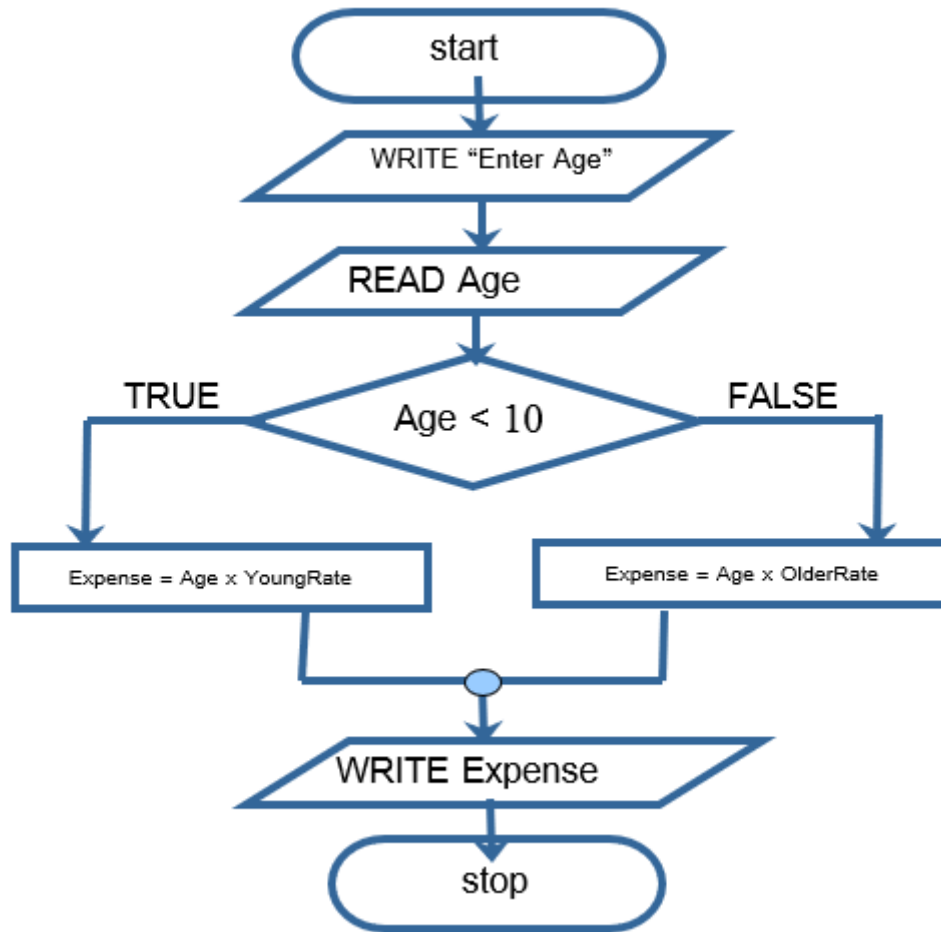 start
WRITE “Enter Age”
READ Age
TRUE
FALSE
Age < 10
Expense = Age x YoungRate
Expense = Age x OlderRate
WRITE Expense
stop